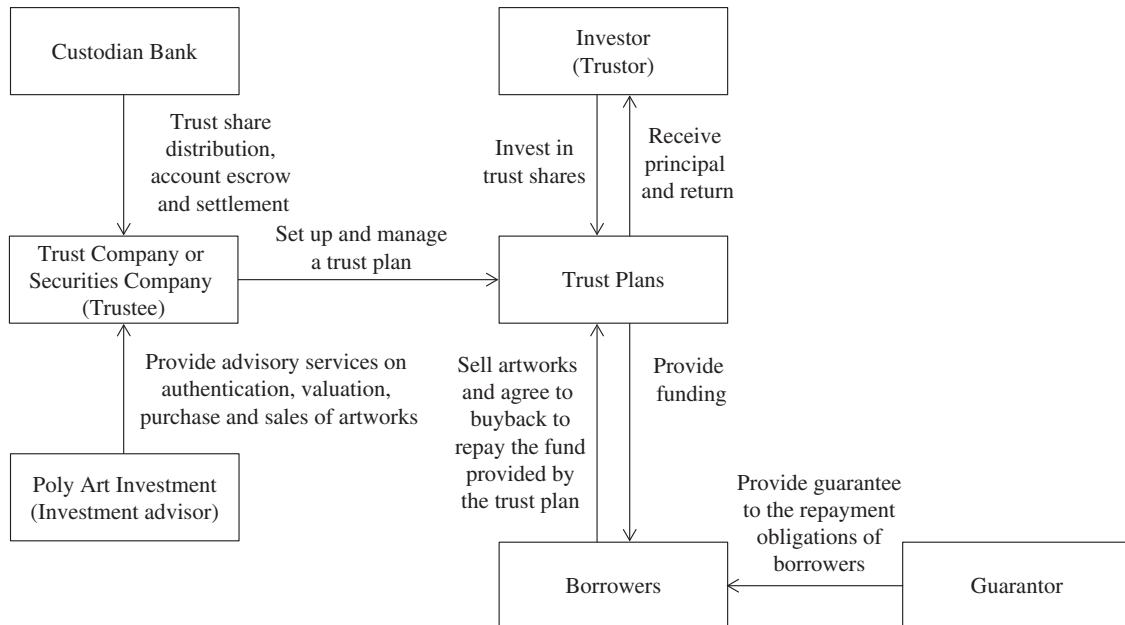 Custodian Bank
Investor
(Trustor)
Trust share
distribution,
account escrow
and settlement
Invest in
trust shares
Receive
principal
and return
Trust Company or
Securities Company
(Trustee)
Set up and manage
a trust plan
Trust Plans
Provide advisory services on
authentication, valuation,
purchase and sales of artworks
Sell artworks
and agree to
buyback to
repay the fund
provided by
the trust plan
Provide
funding
Poly Art Investment
(Investment advisor)
Provide guarantee
to the repayment
obligations of
borrowers
Borrowers
Guarantor